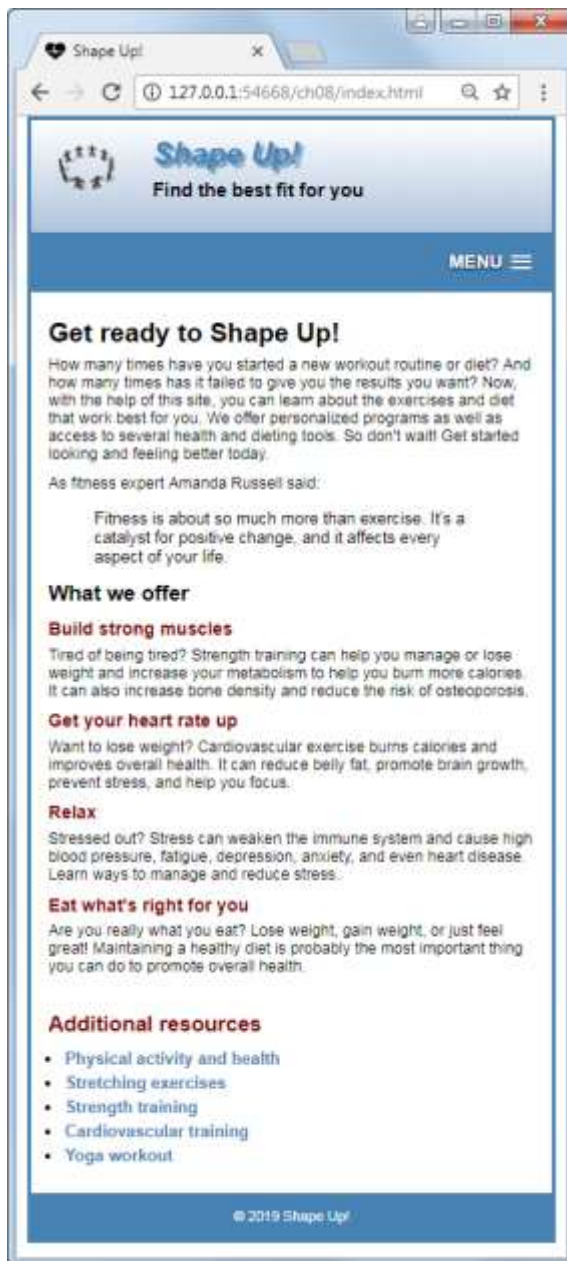 Shape Up!
127.0.0.1:54668/ch08/index.html
Shape Up!
Find the best fit for you
MENU
Get ready to Shape Up!
How many times have you started a new workout routine or diet? And
how many times has it failed to give you the results you want? Now,
with the help of this site, you can learn about the exercises and diet
that work best for you. We offer personalized programs as well as
access to several health and dieting tools. So don't wait! Get started
looking and feeling better today.
As fitness expert Amanda Russell said:
Fitness is about so much more than exercise. It's a
catalyst for positive change, and it affects every
aspect of your life.
What we offer
Build strong muscles
Tired of being tired? Strength training can help you manage or lose
weight and increase your metabolism to help you burn more calories.
It can also increase bone density and reduce the risk of osteoporosis.
Get your heart rate up
Want to lose weight? Cardiovascular exercise burns calories and
improves overall health. It can reduce belly fat, promote brain growth,
prevent stress, and help you focus.
Relax
Stressed out? Stress can weaken the immune system and cause high
blood pressure, fatigue, depression, anxiety, and even heart disease.
Learn ways to manage and reduce stress.
Eat what's right for you
Are you really what you eat? Lose weight, gain weight, or just feel
great! Maintaining a healthy diet is probably the most important thing
you can do to promote overall health.
Additional resources
Physical activity and health
Stretching exercises
Strength training
Cardiovascular training
Yoga workout
© 2019 Shape Up!